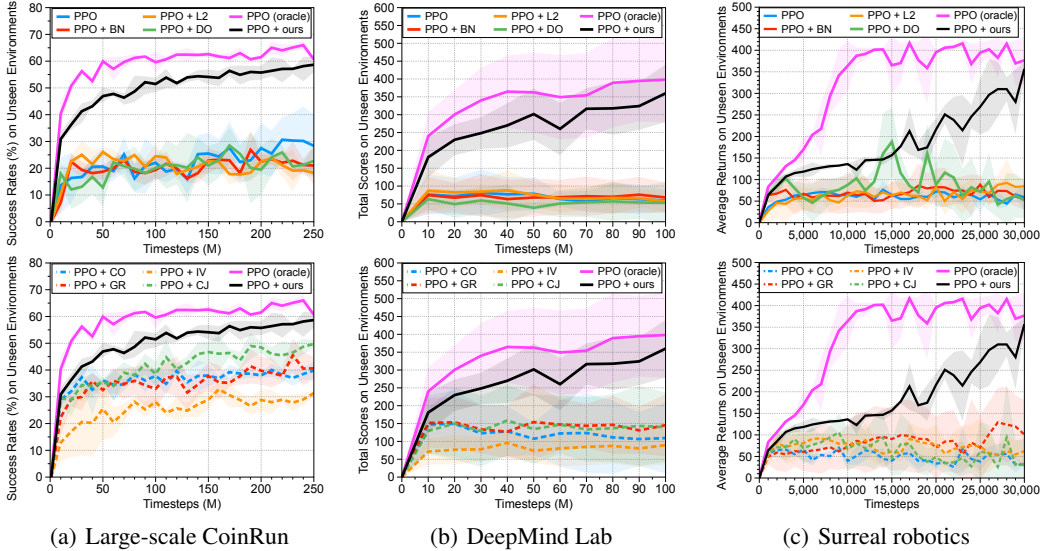 PPO
PPO + BN
PPO + L2
PPO + DO
PPO (oracle)
PPO + ours
Success Rates (%) on Unseen Environments
80
70
60
50
40
30
20
10
0
0 50 100 150 200 250
Timesteps (M)
PPO
PPO + BN
PPO + L2
PPO + DO
PPO (oracle)
PPO + ours
Total Scores on Unseen Environments
600
550
500
450
400
350
300
250
200
150
100
50
0
0 10 20 30 40 50 60 70 80 90 100
Timesteps (M)
PPO
PPO + BN
PPO + L2
PPO + DO
PPO (oracle)
PPO + ours
Average Returns on Unseen Environments
500
450
400
350
300
250
200
150
100
50
0
0 5,000 10,000 15,000 20,000 25,000 30,000
Timesteps
PPO + CO
PPO + GR
PPO + IV
PPO + CJ
PPO (oracle)
PPO + ours
Success Rates (%) on Unseen Environments
80
70
60
50
40
30
20
10
0
0 50 100 150 200 250
Timesteps (M)
PPO + CO
PPO + GR
PPO + IV
PPO + CJ
PPO (oracle)
PPO + ours
Total Scores on Unseen Environments
600
550
500
450
400
350
300
250
200
150
100
50
0
0 10 20 30 40 50 60 70 80 90 100
Timesteps (M)
PPO + CO
PPO + GR
PPO + IV
PPO + CJ
PPO (oracle)
PPO + ours
Average Returns on Unseen Environments
500
450
400
350
300
250
200
150
100
50
0
0 5,000 10,000 15,000 20,000 25,000 30,000
Timesteps
(a) Large-scale CoinRun
(b) DeepMind Lab
(c) Surreal robotics